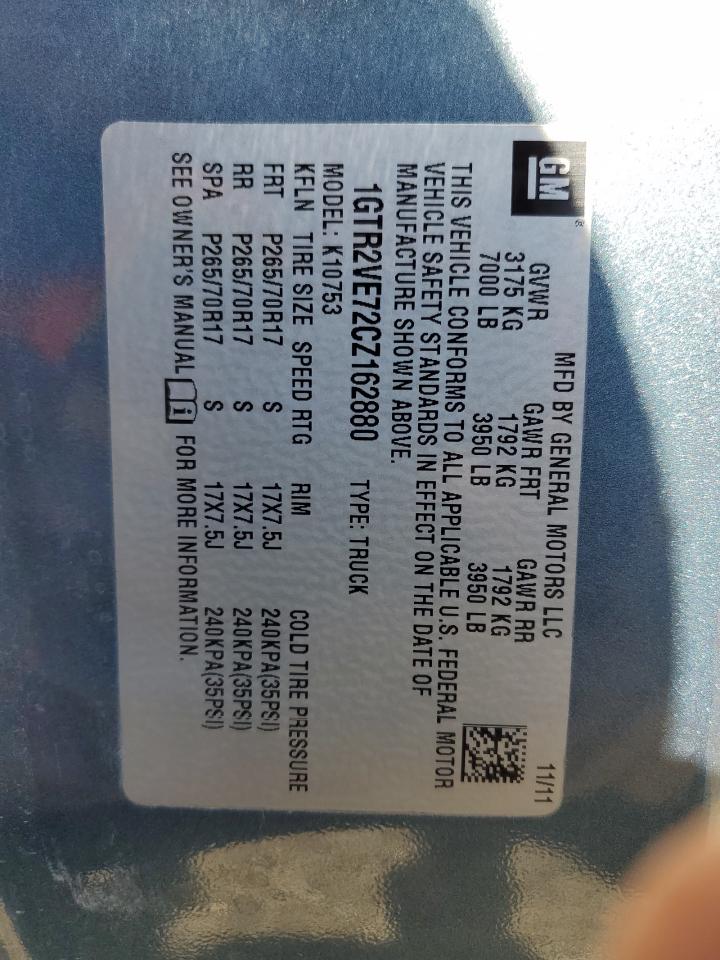 GM
MFD BY GENERAL MOTORS LLC 11/11
GVWR GAWR FRT GAWR RR
3175 KG 1792 KG 1792 KG
7000 LB 3950 LB 3950 LB
THIS VEHICLE CONFORMS TO ALL APPLICABLE U.S. FEDERAL MOTOR
VEHICLE SAFETY STANDARDS IN EFFECT ON THE DATE OF
MANUFACTURE SHOWN ABOVE.
1GTR2VE72CZ162880 TYPE: TRUCK
MODEL: K10753
KFLN TIRE SIZE SPEED RTG RIM COLD TIRE PRESSURE
FRT P265/70R17 S 17X7.5J 240KPA(35PSI)
RR P265/70R17 S 17X7.5J 240KPA(35PSI)
SPA P265/70R17 S 17X7.5J 240KPA(35PSI)
SEE OWNER'S MANUAL i FOR MORE INFORMATION.